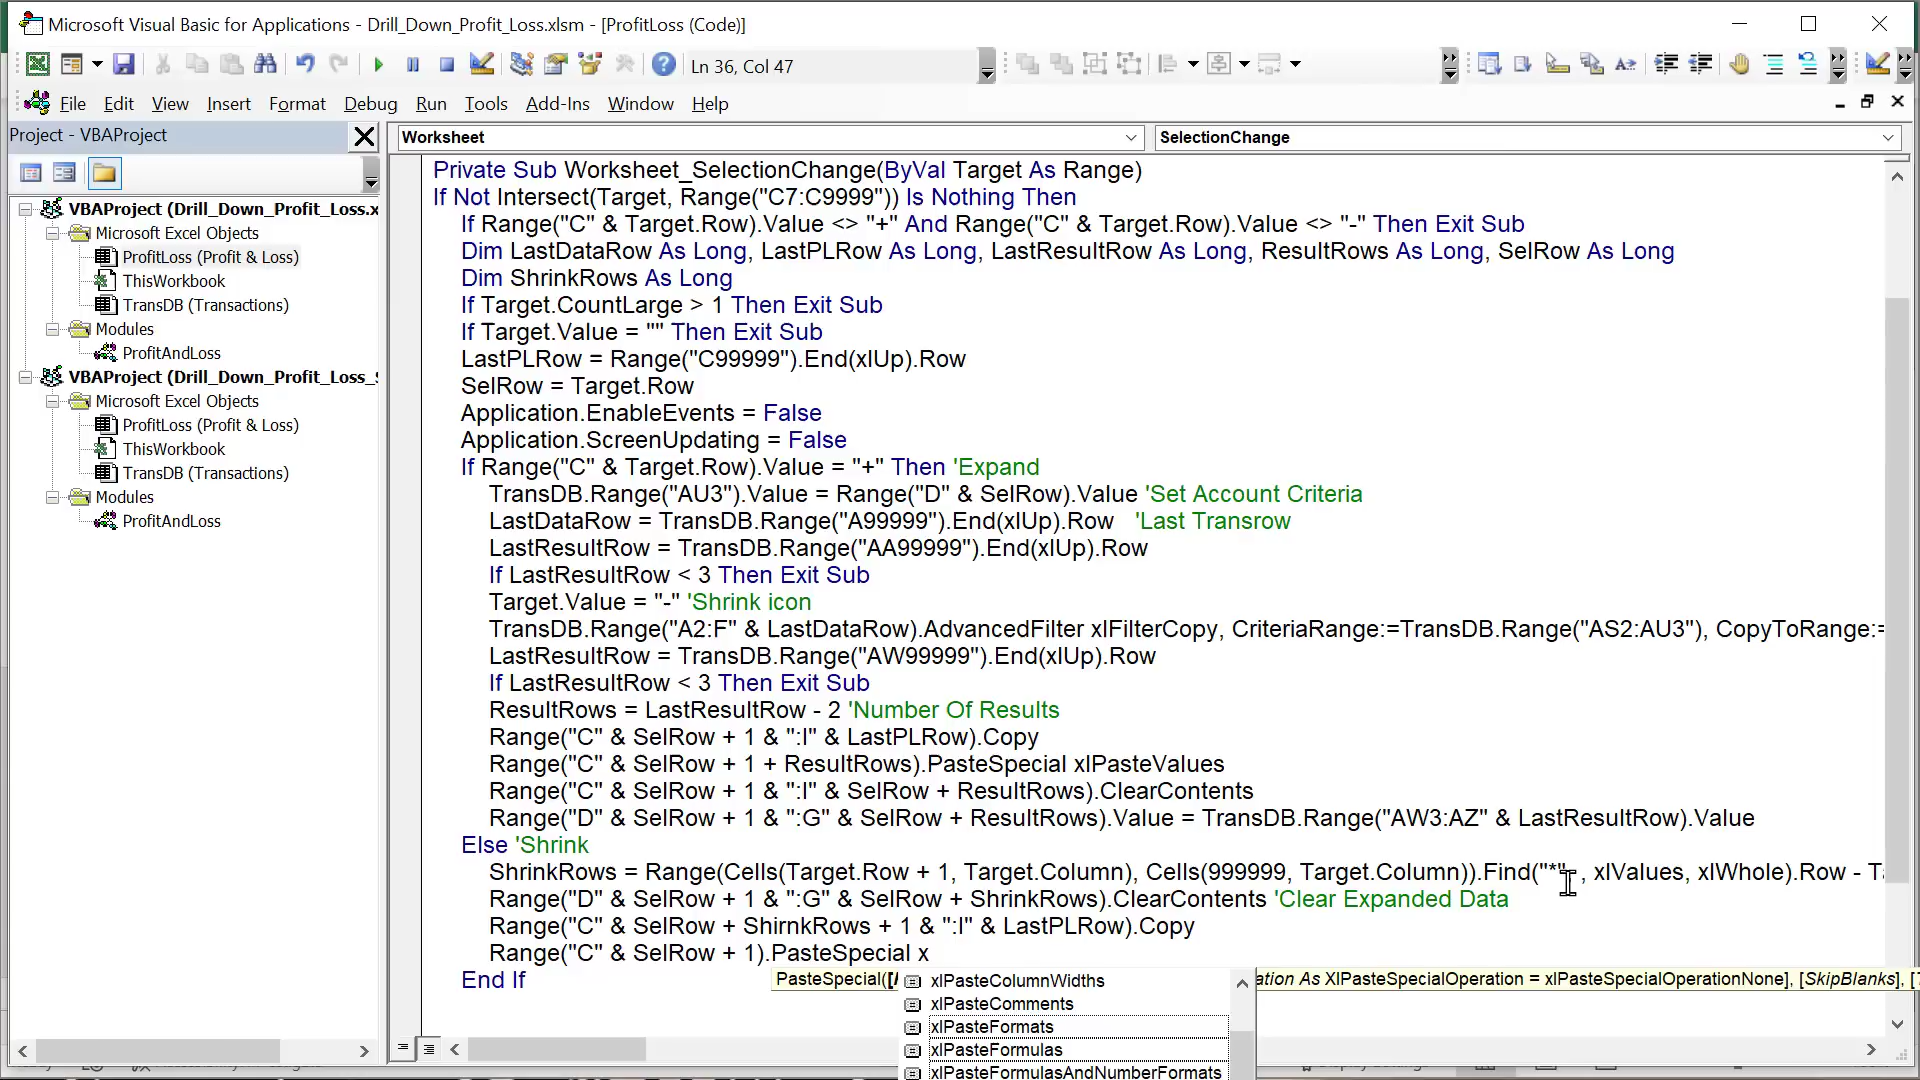 Microsoft Visual Basic for Applications - Drill_Down_Profit_Loss.xlsm - [ProfitLoss (Code)]
Ln 36, Col 47
File Edit View Insert Format Debug Run Tools Add-Ins Window Help
Project - VBAProject
Worksheet
SelectionChange
VBAProject (Drill_Down_Profit_Loss.x
Microsoft Excel Objects
ProfitLoss (Profit & Loss)
ThisWorkbook
TransDB (Transactions)
Modules
ProfitAndLoss
VBAProject (Drill_Down_Profit_Loss_S
Microsoft Excel Objects
ProfitLoss (Profit & Loss)
ThisWorkbook
TransDB (Transactions)
Modules
ProfitAndLoss
Private Sub Worksheet_SelectionChange(ByVal Target As Range)
If Not Intersect(Target, Range("C7:C9999")) Is Nothing Then
If Range("C" & Target.Row).Value <> "+" And Range("C" & Target.Row).Value <> "-" Then Exit Sub
Dim LastDataRow As Long, LastPLRow As Long, LastResultRow As Long, ResultRows As Long, SelRow As Long
Dim ShrinkRows As Long
If Target.CountLarge > 1 Then Exit Sub
If Target.Value = "" Then Exit Sub
LastPLRow = Range("C99999").End(xlUp).Row
SelRow = Target.Row
Application.EnableEvents = False
Application.ScreenUpdating = False
If Range("C" & Target.Row).Value = "+" Then 'Expand
TransDB.Range("AU3").Value = Range("D" & SelRow).Value 'Set Account Criteria
LastDataRow = TransDB.Range("A99999").End(xlUp).Row 'Last Transrow
LastResultRow = TransDB.Range("AA99999").End(xlUp).Row
If LastResultRow < 3 Then Exit Sub
Target.Value = "-" 'Shrink icon
TransDB.Range("A2:F" & LastDataRow).AdvancedFilter xlFilterCopy, CriteriaRange:=TransDB.Range("AS2:AU3"), CopyToRange:=
LastResultRow = TransDB.Range("AW99999").End(xlUp).Row
If LastResultRow < 3 Then Exit Sub
ResultRows = LastResultRow - 2 'Number Of Results
Range("C" & SelRow + 1 & ":I" & LastPLRow).Copy
Range("C" & SelRow + 1 + ResultRows).PasteSpecial xlPasteValues
Range("C" & SelRow + 1 & ":I" & SelRow + ResultRows).ClearContents
Range("D" & SelRow + 1 & ":G" & SelRow + ResultRows).Value = TransDB.Range("AW3:AZ" & LastResultRow).Value
Else 'Shrink
ShrinkRows = Range(Cells(Target.Row + 1, Target.Column), Cells(999999, Target.Column)).Find("*", , xlValues, xlWhole).Row - Ta
Range("D" & SelRow + 1 & ":G" & SelRow + ShrinkRows).ClearContents 'Clear Expanded Data
Range("C" & SelRow + ShirnkRows + 1 & ":I" & LastPLRow).Copy
Range("C" & SelRow + 1).PasteSpecial x
End If
PasteSpecial([
ation As XlPasteSpecialOperation = xlPasteSpecialOperationNone], [SkipBlanks], [
xlPasteColumnWidths
xlPasteComments
xlPasteFormats
xlPasteFormulas
xlPasteFormulasAndNumberFormats